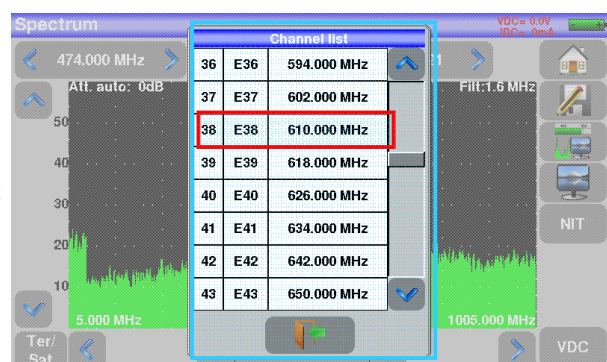 Spectrum
VDC= 0.0V
IDC= 0mA
Channel list
474.000 MHz
Att. auto: 0dB
Filt:1.6 MHz
36 E36 594.000 MHz
37 E37 602.000 MHz
38 E38 610.000 MHz
39 E39 618.000 MHz
40 E40 626.000 MHz
41 E41 634.000 MHz
42 E42 642.000 MHz
43 E43 650.000 MHz
50
40
30
20
10
NIT
5.000 MHz
1005.000 MHz
Ter/
Sat
VDC